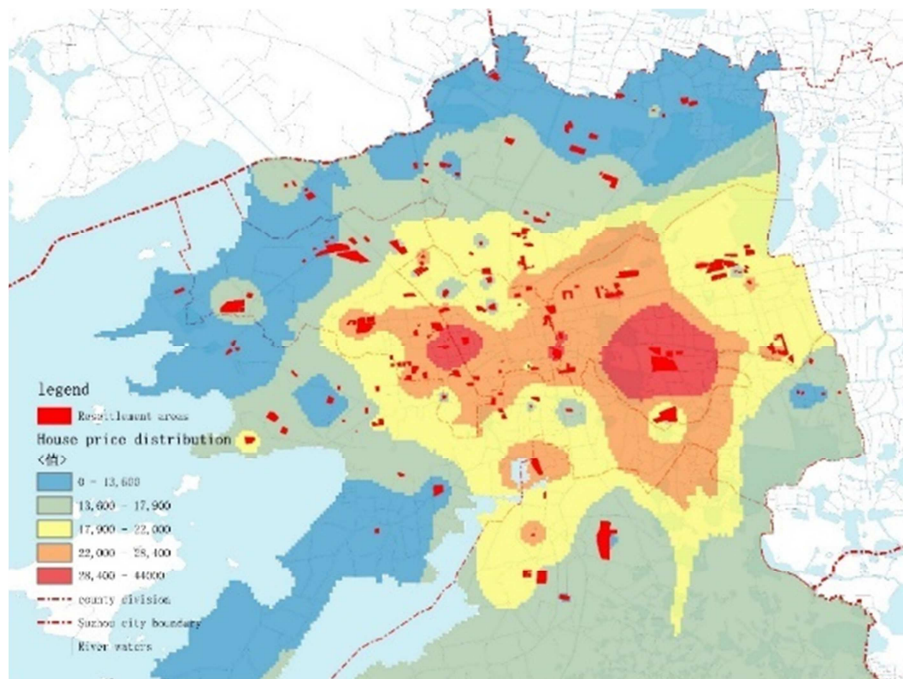 legend
Resettlement areas
House price distribution
<值>
0 - 13,600
13,600 - 17,900
17,900 - 22,000
22,000 - 28,400
28,400 - 44000
county division
Suzhou city boundary
River waters